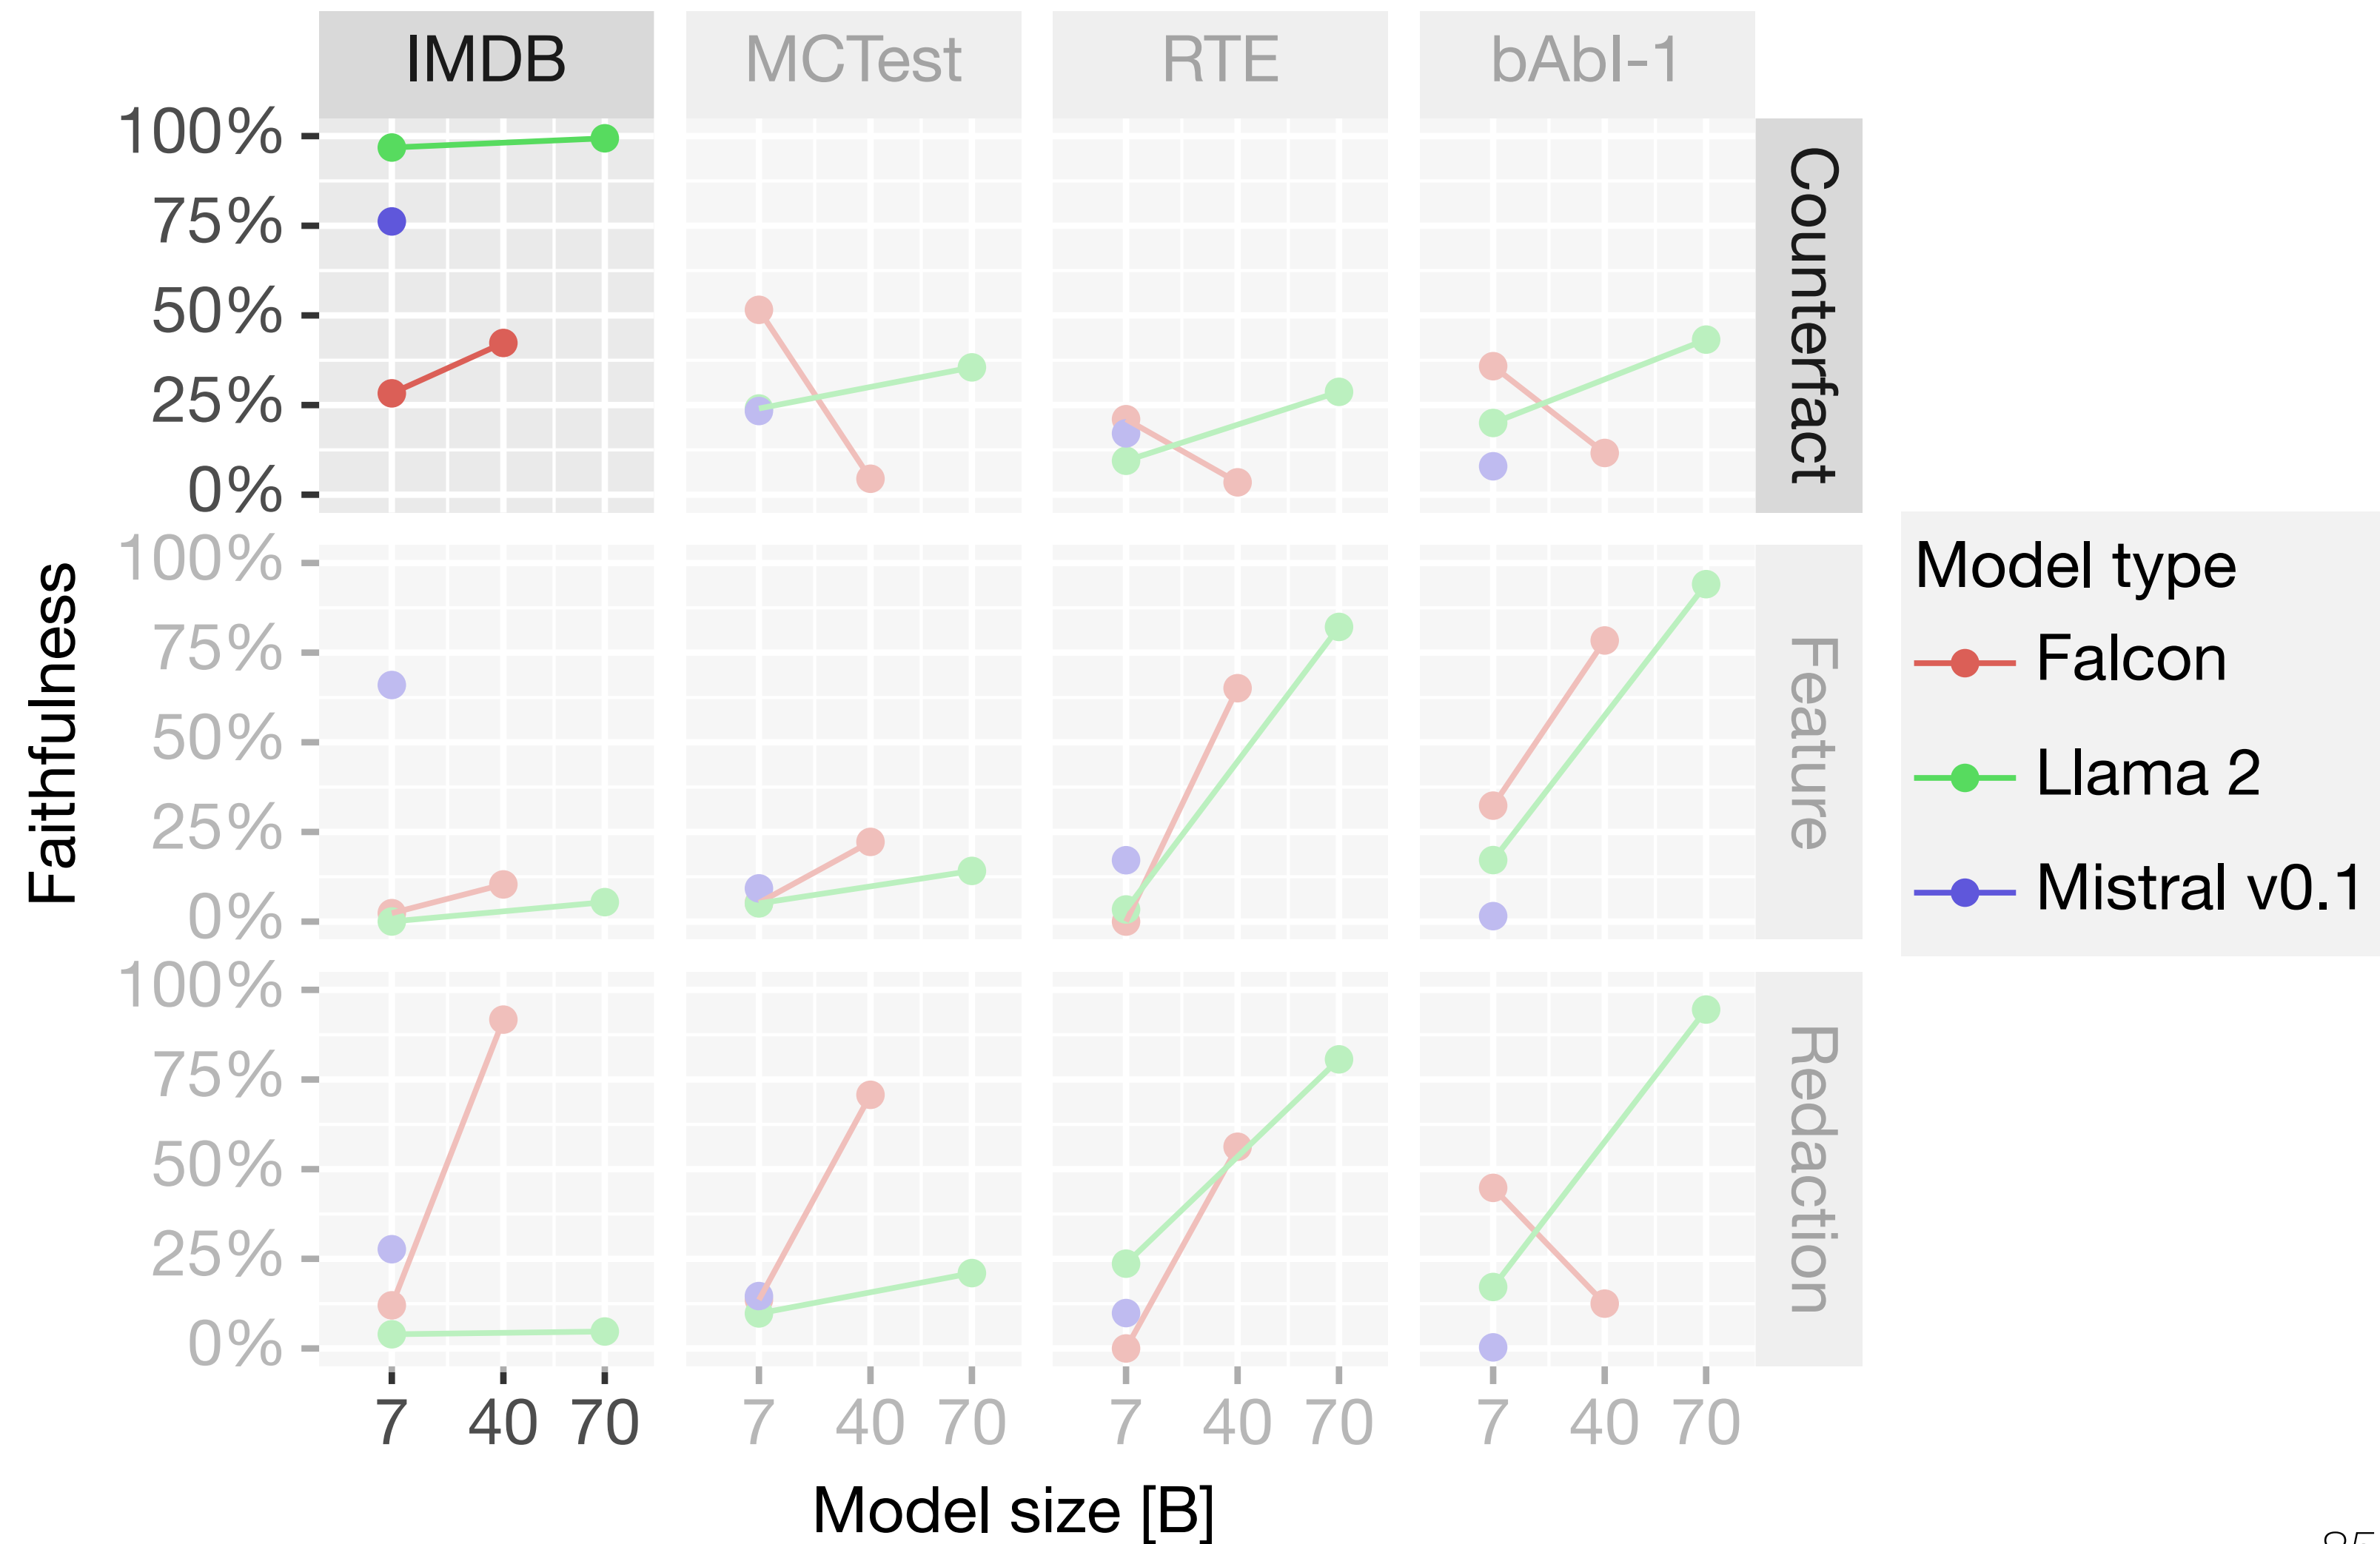 IMDB MCTest RTE bAbI-1
100%
75%
50%
25%
0%
Counterfact
100%
75%
50%
25%
0%
Feature
100%
75%
50%
25%
0%
Redaction
Faithfulness
7 40 70 7 40 70 7 40 70 7 40 70
Model size [B]
Model type
Falcon
Llama 2
Mistral v0.1